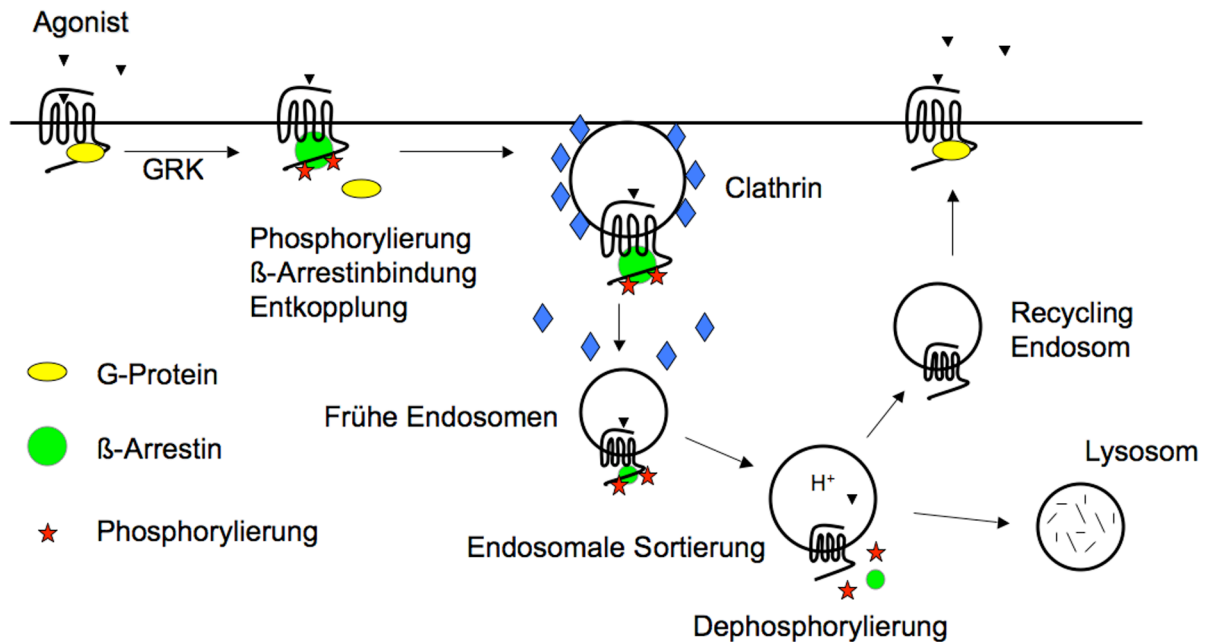 Agonist
GRK
Phosphorylierung
ß-Arrestinbindung
Entkopplung
Clathrin
G-Protein
ß-Arrestin
Phosphorylierung
Frühe Endosomen
Recycling
Endosom
Lysosom
H⁺
Endosomale Sortierung
Dephosphorylierung